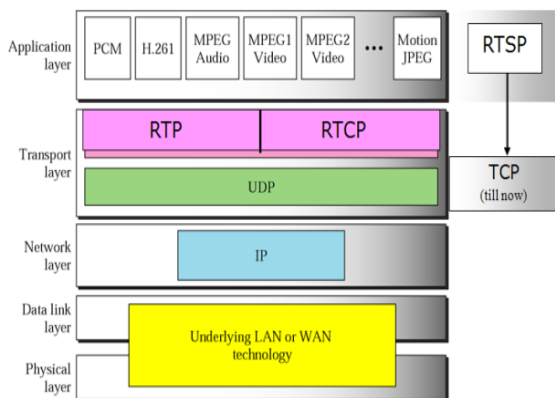 Application
layer
PCM
H.261
MPEG
Audio
MPEG1
Video
MPEG2
Video
•••
Motion
JPEG
RTSP
Transport
layer
RTP
RTCP
UDP
TCP
(till now)
Network
layer
IP
Data link
layer
Underlying LAN or WAN
technology
Physical
layer